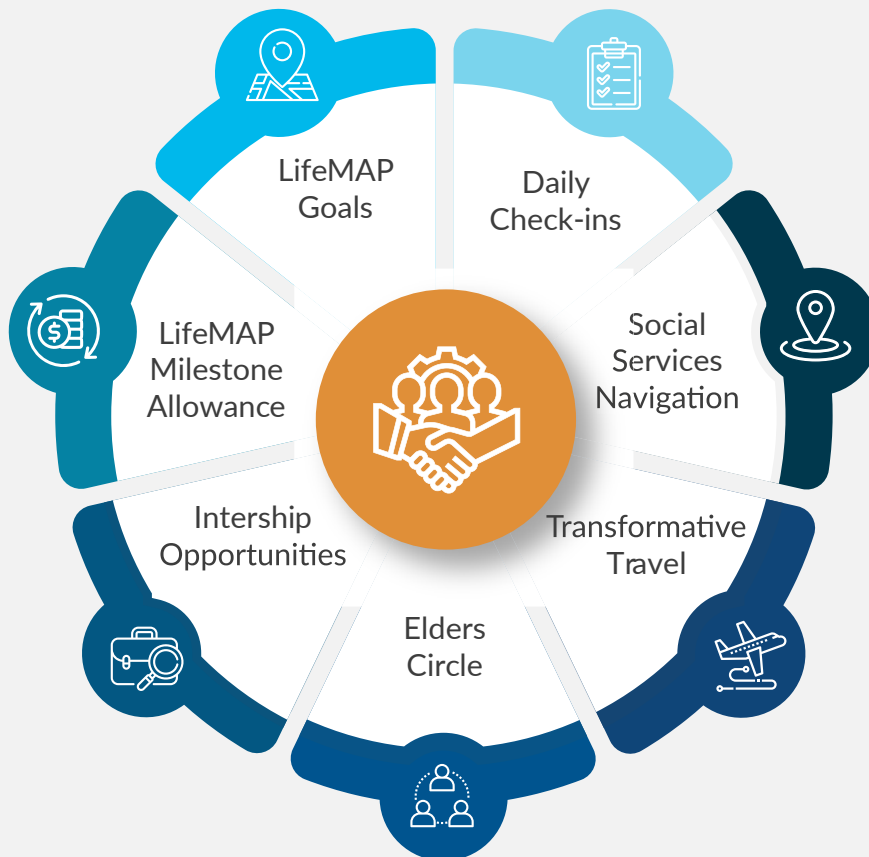 LifeMAP
Goals
Daily
Check-ins
Social
Services
Navigation
Transformative
Travel
Elders
Circle
Intership
Opportunities
LifeMAP
Milestone
Allowance
$